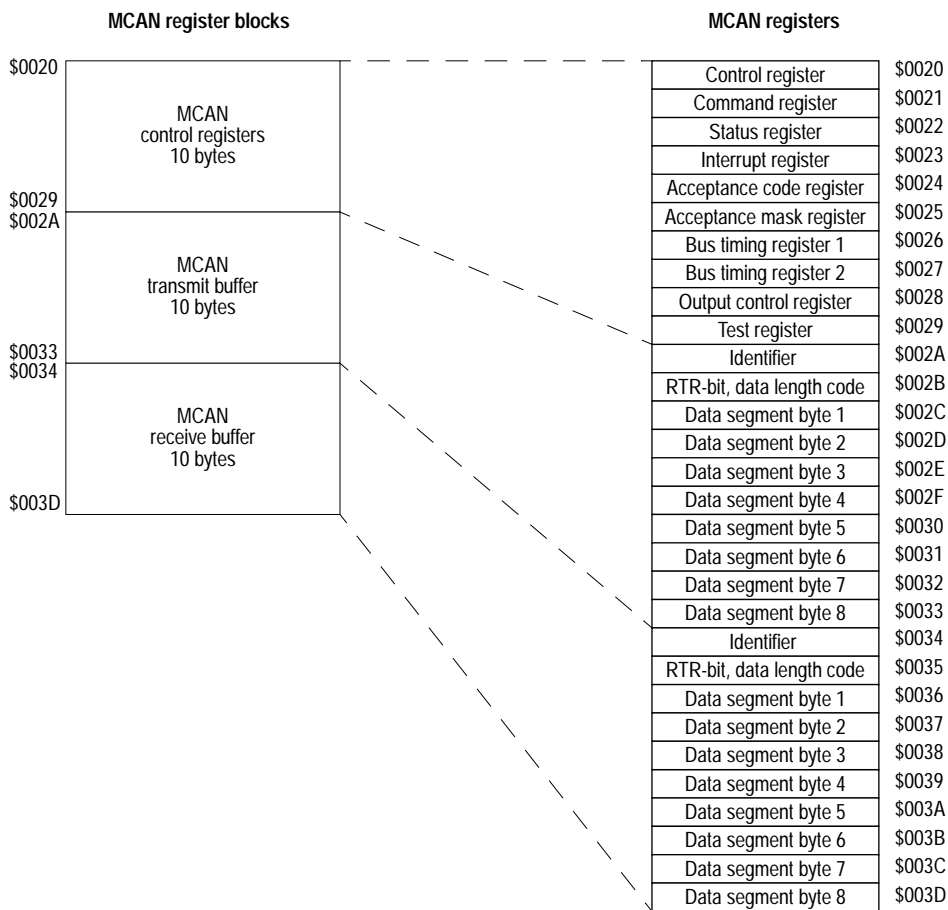 MCAN register blocks
MCAN registers
$0020
MCAN
control registers
10 bytes
$0029
$002A
MCAN
transmit buffer
10 bytes
$0033
$0034
MCAN
receive buffer
10 bytes
$003D
Control register $0020
Command register $0021
Status register $0022
Interrupt register $0023
Acceptance code register $0024
Acceptance mask register $0025
Bus timing register 1 $0026
Bus timing register 2 $0027
Output control register $0028
Test register $0029
Identifier $002A
RTR-bit, data length code $002B
Data segment byte 1 $002C
Data segment byte 2 $002D
Data segment byte 3 $002E
Data segment byte 4 $002F
Data segment byte 5 $0030
Data segment byte 6 $0031
Data segment byte 7 $0032
Data segment byte 8 $0033
Identifier $0034
RTR-bit, data length code $0035
Data segment byte 1 $0036
Data segment byte 2 $0037
Data segment byte 3 $0038
Data segment byte 4 $0039
Data segment byte 5 $003A
Data segment byte 6 $003B
Data segment byte 7 $003C
Data segment byte 8 $003D